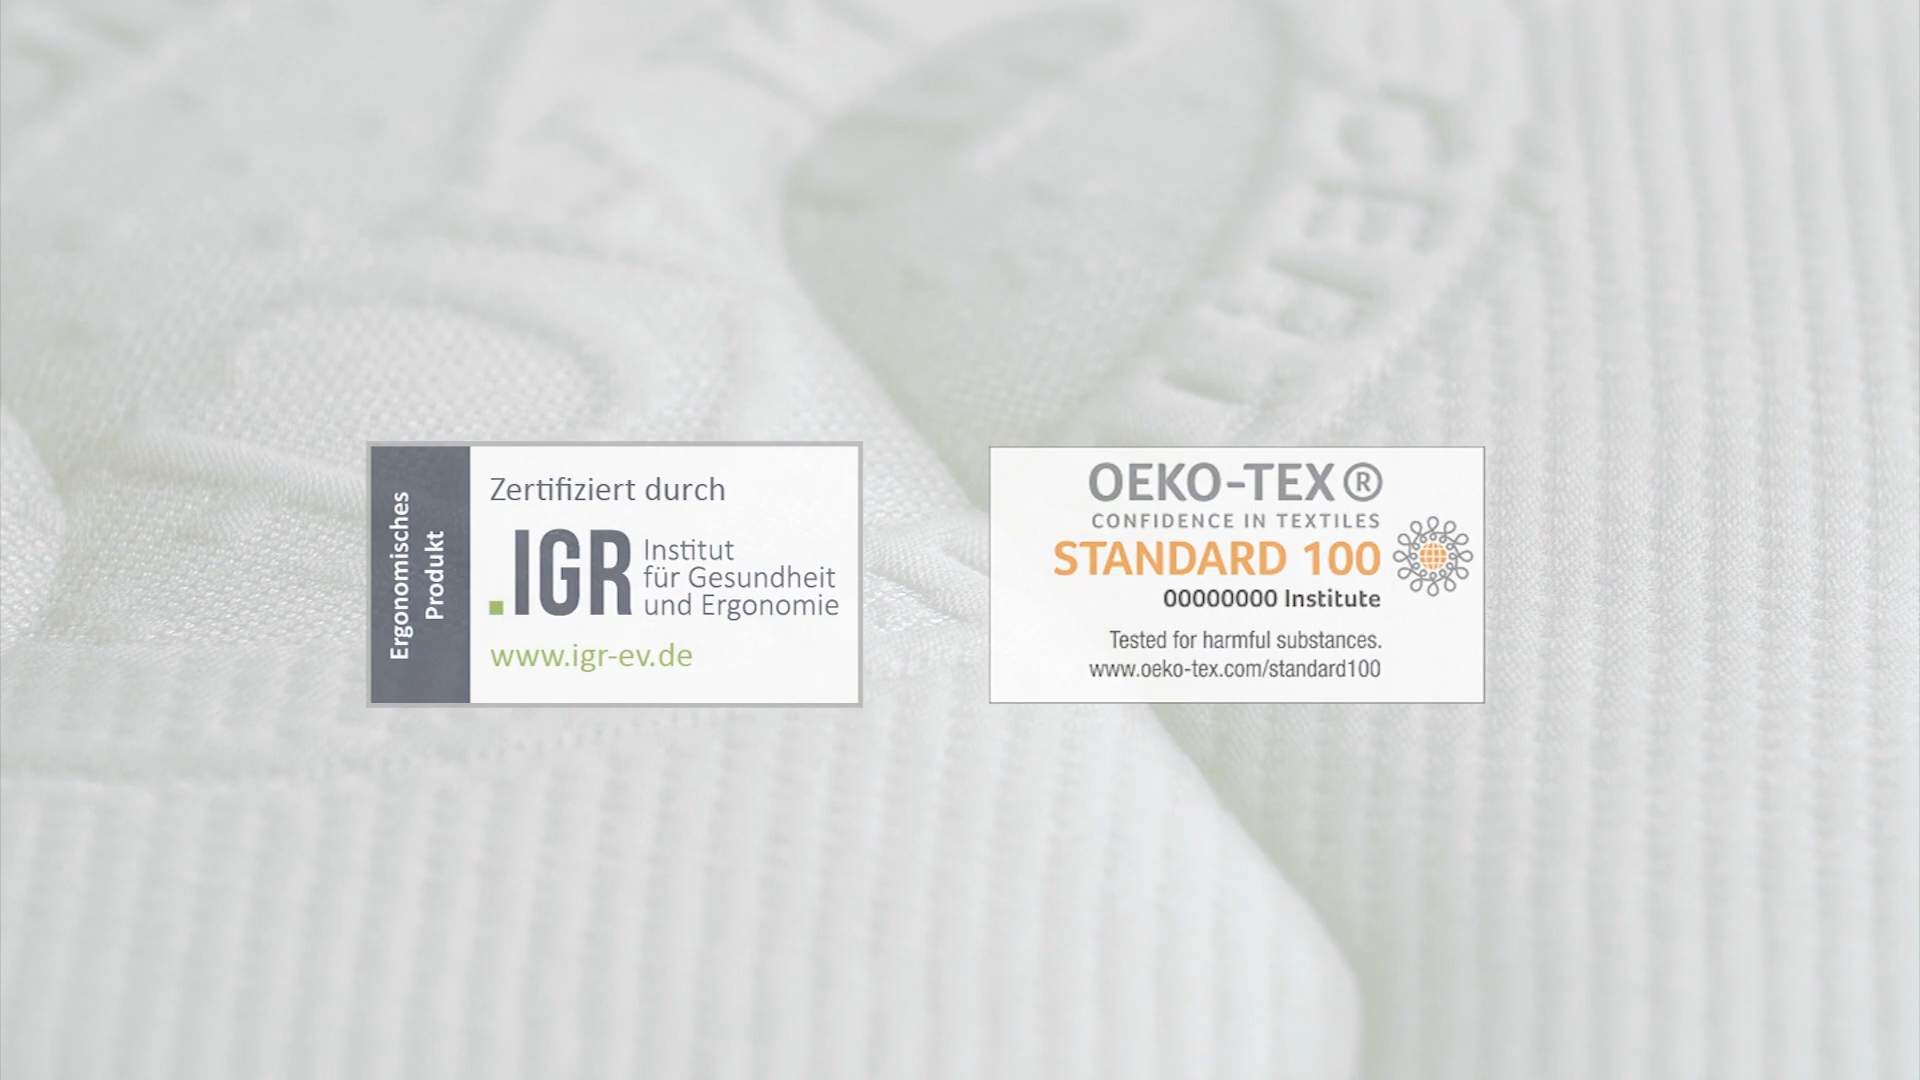 Ergonomisches
Produkt
Zertifiziert durch
.IGR
Institut
für Gesundheit
und Ergonomie
www.igr-ev.de
OEKO-TEX®
CONFIDENCE IN TEXTILES
STANDARD 100
00000000 Institute
Tested for harmful substances.
www.oeko-tex.com/standard100